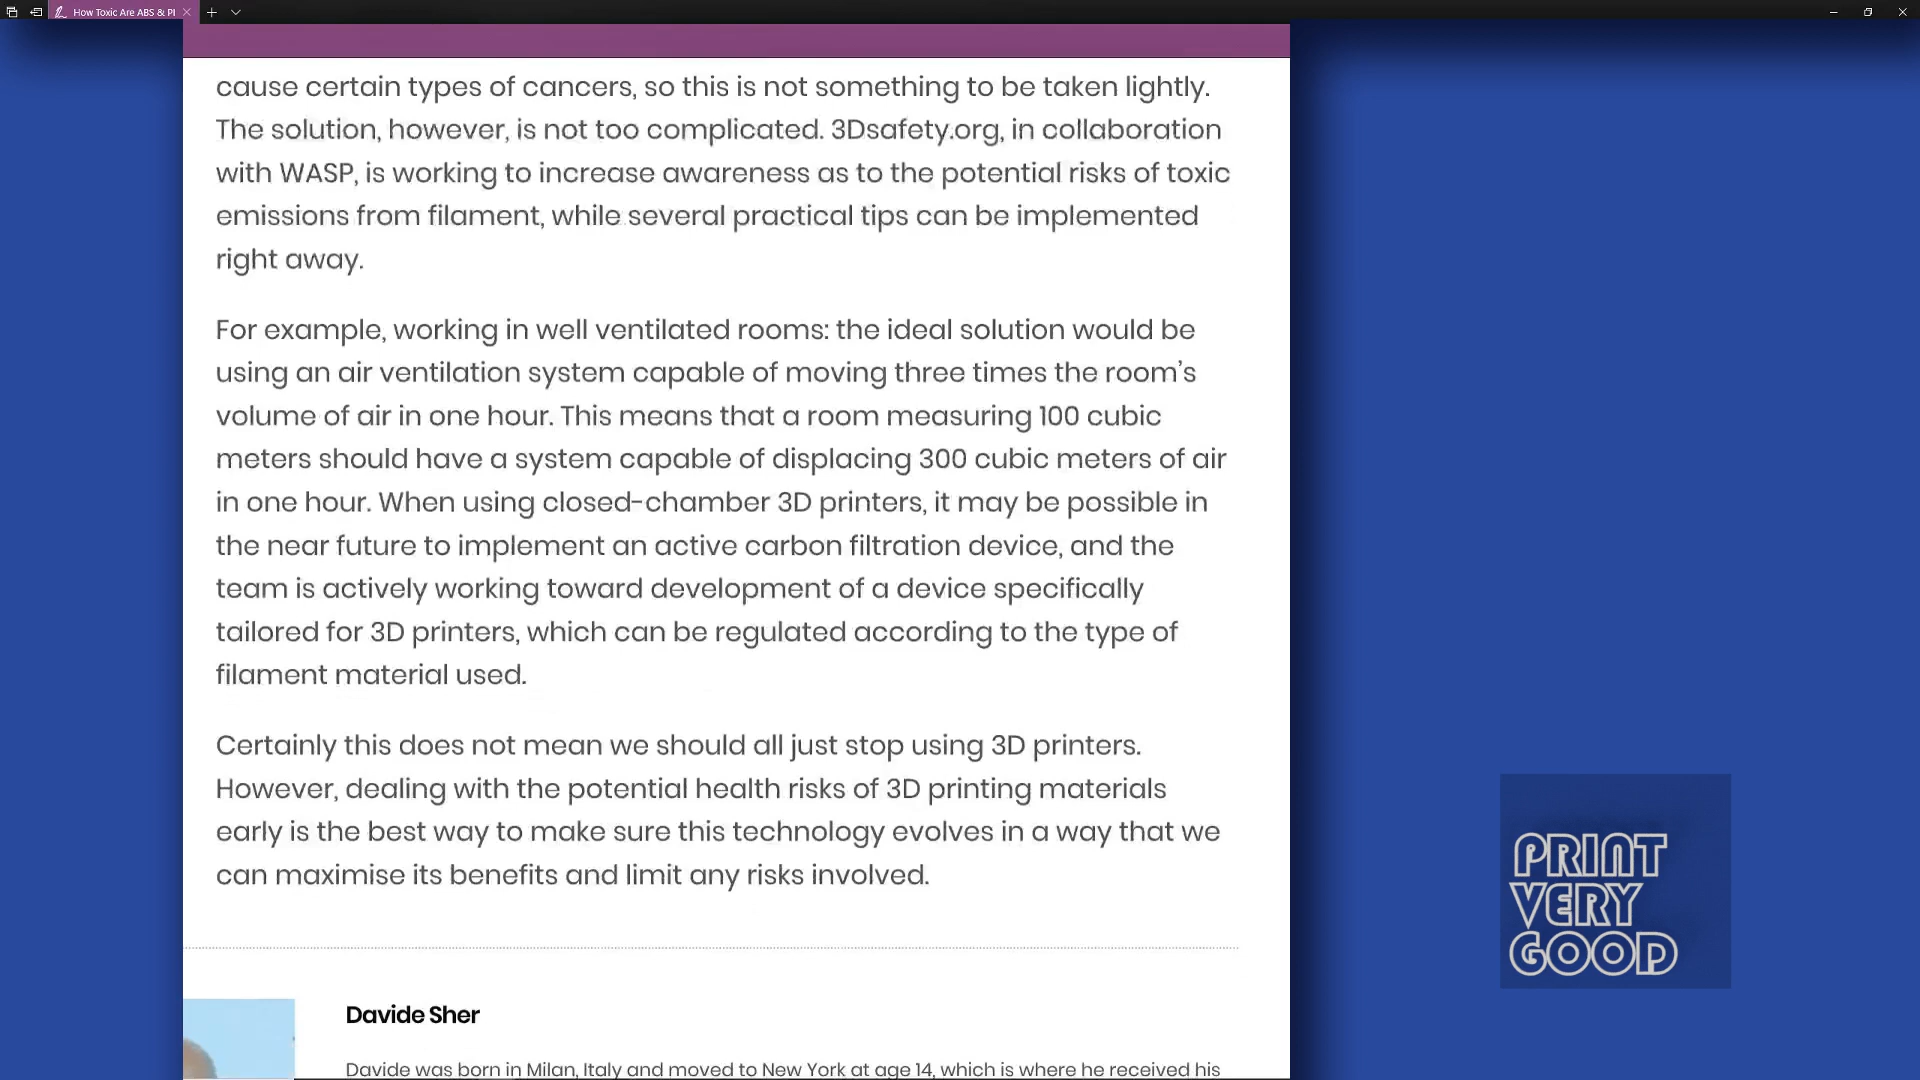 How Toxic Are ABS & Pl
cause certain types of cancers, so this is not something to be taken lightly.
The solution, however, is not too complicated. 3Dsafety.org, in collaboration
with WASP, is working to increase awareness as to the potential risks of toxic
emissions from filament, while several practical tips can be implemented
right away.
For example, working in well ventilated rooms: the ideal solution would be
using an air ventilation system capable of moving three times the room’s
volume of air in one hour. This means that a room measuring 100 cubic
meters should have a system capable of displacing 300 cubic meters of air
in one hour. When using closed-chamber 3D printers, it may be possible in
the near future to implement an active carbon filtration device, and the
team is actively working toward development of a device specifically
tailored for 3D printers, which can be regulated according to the type of
filament material used.
Certainly this does not mean we should all just stop using 3D printers.
However, dealing with the potential health risks of 3D printing materials
early is the best way to make sure this technology evolves in a way that we
can maximise its benefits and limit any risks involved.
PRINT
VERY
GOOD
Davide Sher
Davide was born in Milan, Italy and moved to New York at age 14, which is where he received his